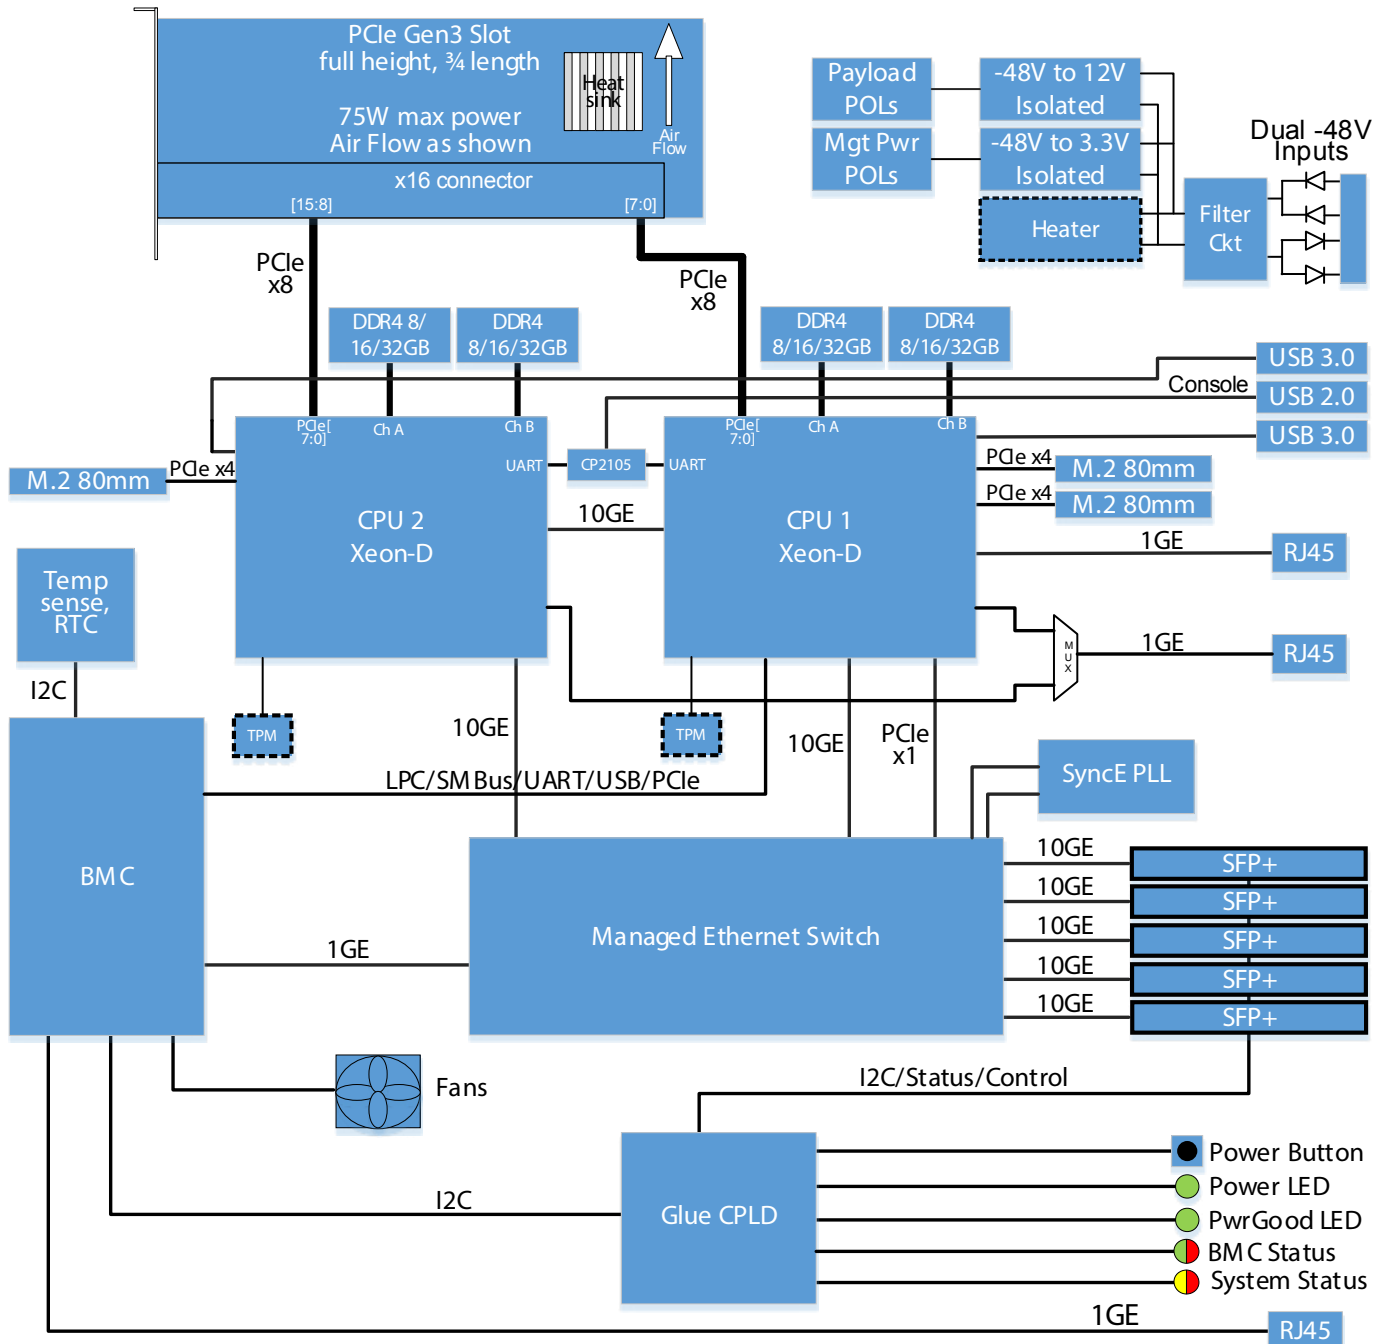 PCIe Gen3 Slot
full height, ¾ length
75W max power
Air Flow as shown
Heat
sink
Air
Flow
x16 connector
[15:8]
[7:0]
Payload
POLs
-48V to 12V
Isolated
Mgt Pwr
POLs
-48V to 3.3V
Isolated
Heater
Filter
Ckt
Dual -48V
Inputs
PCIe
x8
PCIe
x8
DDR4 8/
16/32GB
DDR4
8/16/32GB
DDR4
8/16/32GB
DDR4
8/16/32GB
USB 3.0
Console
USB 2.0
USB 3.0
PCIe[
7:0]
Ch A
Ch B
UART
CP2105
UART
PCIe[
7:0]
Ch A
Ch B
M.2 80mm
PCIe x4
PCIe x4
M.2 80mm
PCIe x4
M.2 80mm
CPU 2
Xeon-D
10GE
CPU 1
Xeon-D
1GE
RJ45
Temp
sense,
RTC
I2C
MUX
1GE
RJ45
TPM
10GE
TPM
10GE
PCIe
x1
SyncE PLL
LPC/SMBus/UART/USB/PCIe
BMC
1GE
Managed Ethernet Switch
10GE
SFP+
10GE
SFP+
10GE
SFP+
10GE
SFP+
10GE
SFP+
Fans
I2C/Status/Control
I2C
Glue CPLD
Power Button
Power LED
PwrGood LED
BMC Status
System Status
1GE
RJ45